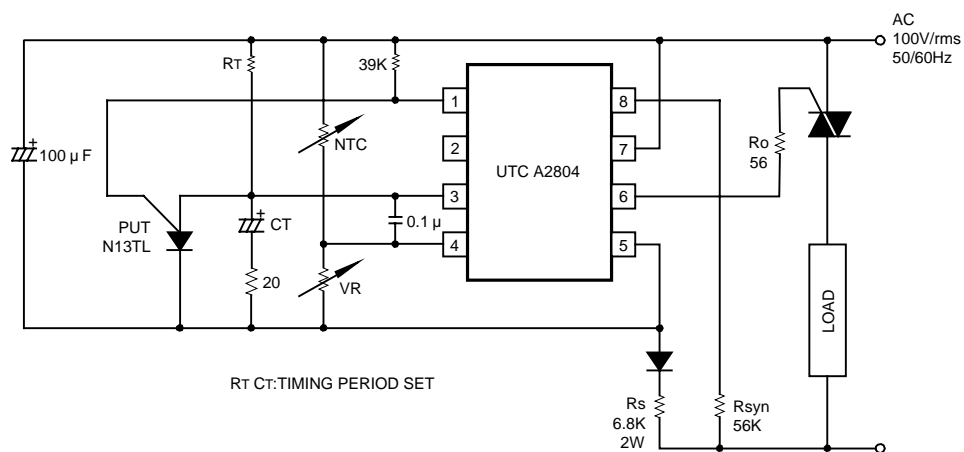 AC
100V/rms
50/60Hz
RT
39K
1
8
100 µ F
NTC
2
7
Ro
56
UTC A2804
PUT
N13TL
CT
3
0.1 µ
6
4
5
20
VR
LOAD
RT CT:TIMING PERIOD SET
Rs
6.8K
2W
Rsyn
56K